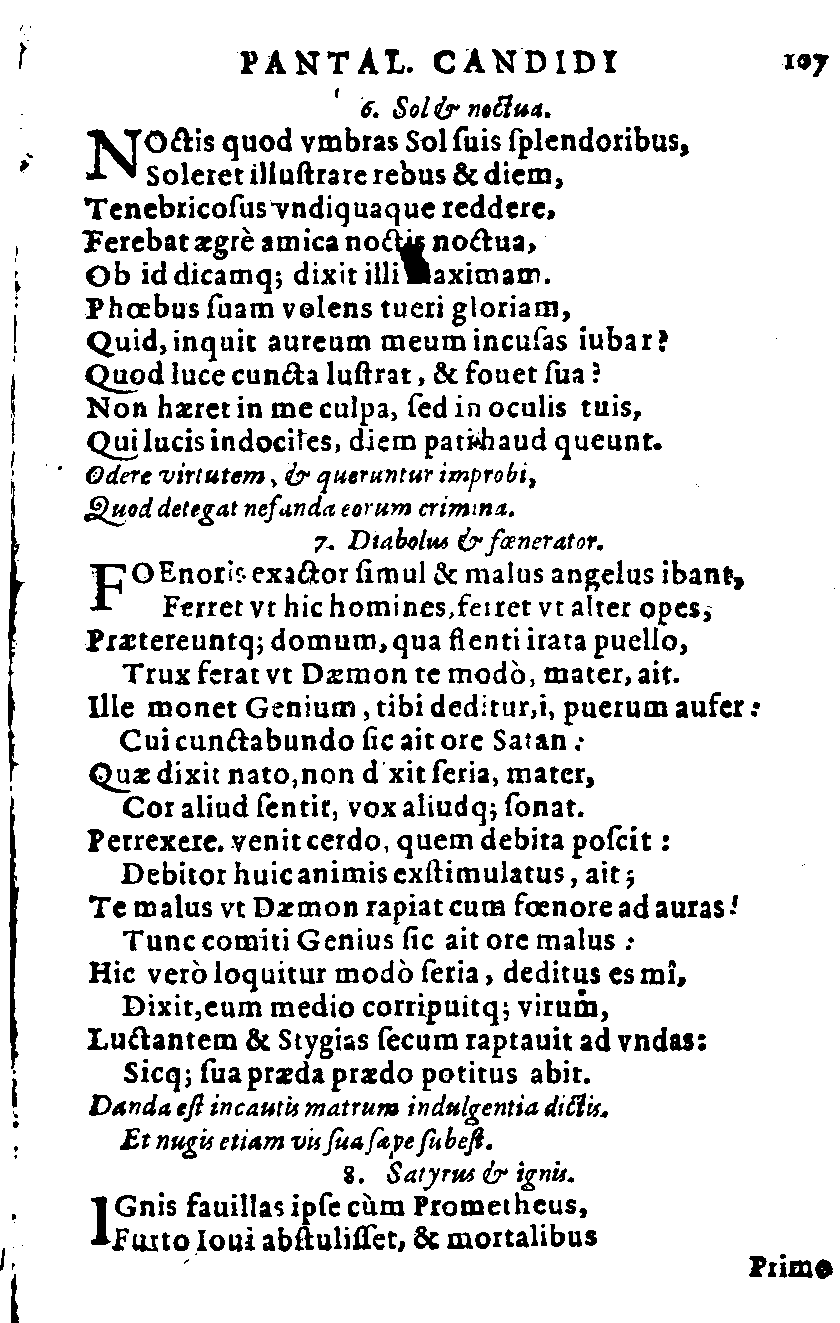 PANTAL. CANDIDI 107
6. Sol & noctua.
NOctis quod vmbras Sol ſuis ſplendoribus,
Soleret illuſtrare rebus & diem,
Tenebricoſus vndiquaque reddere,
Ferebat ægrè amica noctis noctua,
Ob id dicamq; dixit illi maximam.
Phœbus ſuam volens tueri gloriam,
Quid, inquit aureum meum incuſas iubar?
Quod luce cuncta luſtrat, & fouet ſua?
Non hæret in me culpa, ſed in oculis tuis,
Qui lucis indociles, diem pati haud queunt.
Odere virtutem, & queruntur improbi,
Quod detegat nefanda eorum crimina.
7. Diabolus & fœnerator.
FOEnoris exactor ſimul & malus angelus ibant,
Ferret vt hic homines, ferret vt alter opes,
Prætereuntq; domum, qua flenti irata puello,
Trux ferat vt Dæmon te modò, mater, ait.
Ille monet Genium, tibi deditur, i, puerum aufer:
Cui cunctabundo ſic ait ore Satan:
Quæ dixit nato, non dixit ſeria, mater,
Cor aliud ſentit, vox aliudq; ſonat.
Perrexere. venit cerdo, quem debita poſcit:
Debitor huic animis exſtimulatus, ait;
Te malus vt Dæmon rapiat cum fœnore ad auras!
Tunc comiti Genius ſic ait ore malus:
Hic verò loquitur modò ſeria, deditus es mî,
Dixit, eum medio corripuitq; virum,
Luctantem & Stygias ſecum raptauit ad vndas:
Sicq; ſua præda prædo potitus abit.
Danda eſt incautis matrum indulgentia dictis.
Et nugis etiam vis ſua ſæpe ſubeſt.
8. Satyrus & ignis.
IGnis fauillas ipſe cùm Prometheus,
Furto Ioui abſtuliſſet, & mortalibus
Primo